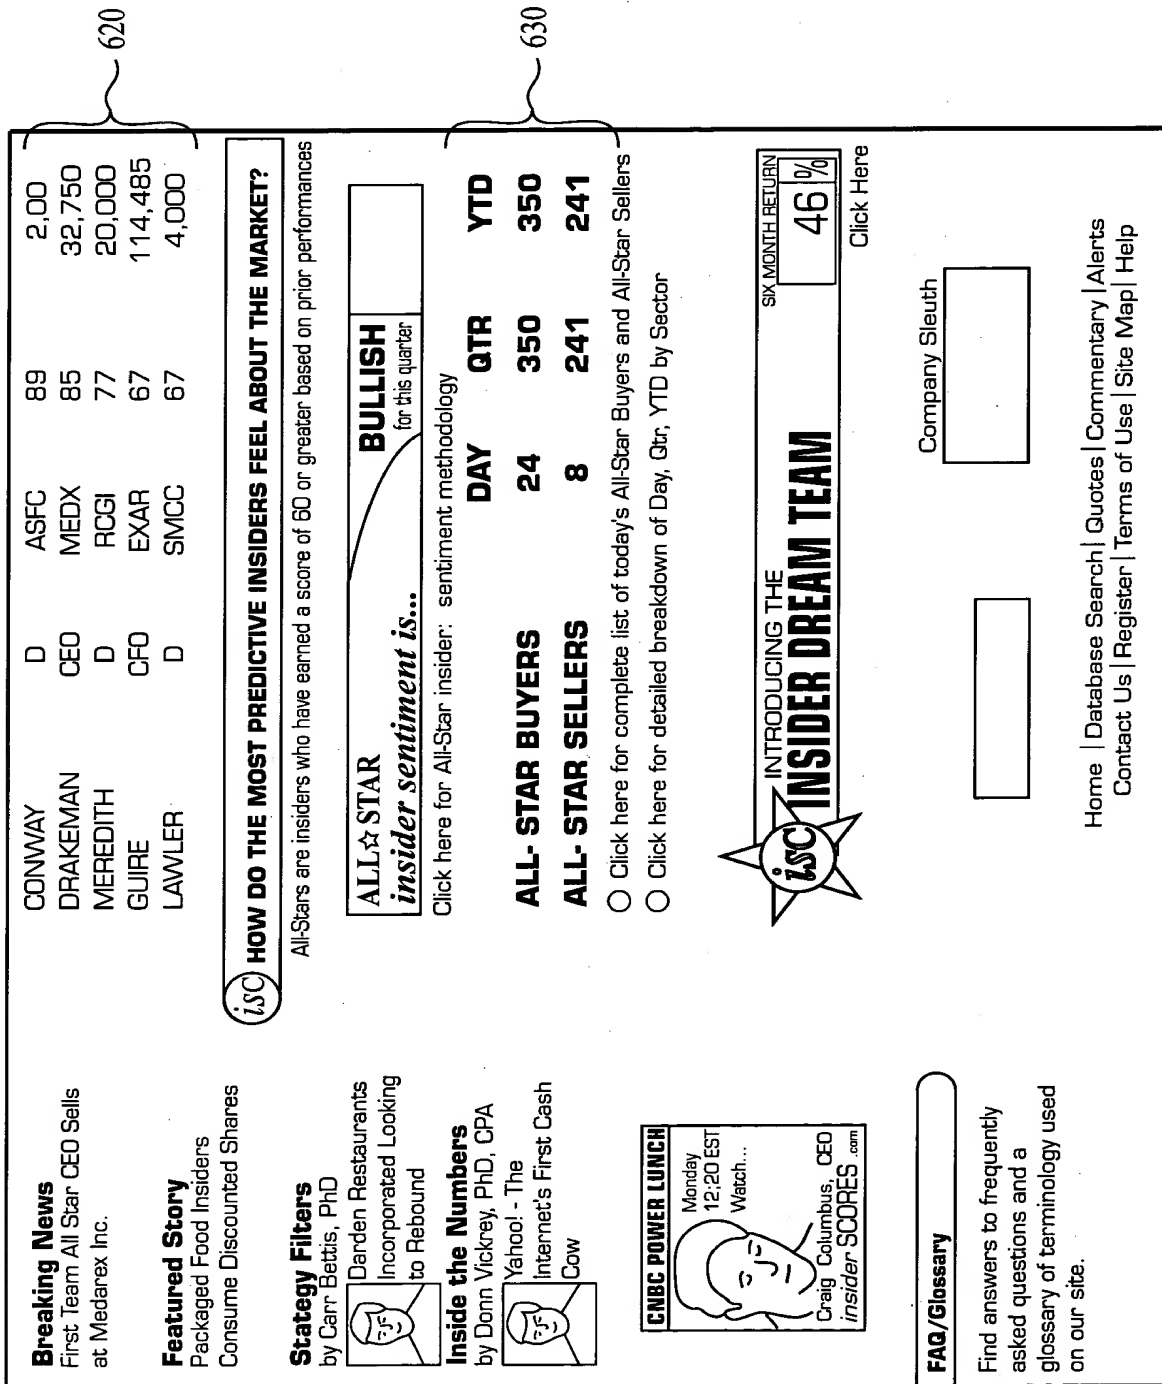 Breaking News
First Team All Star CEO Sells
at Medarex Inc.
Featured Story
Packaged Food Insiders
Consume Discounted Shares
Stategy Filters
by Carr Bettis, PhD
Darden Restaurants
Incorporated Looking
to Rebound
Inside the Numbers
by Donn Vickrey, PhD, CPA
Yahoo! - The
Internet's First Cash
Cow
CNBC POWER LUNCH
Monday
12:20 EST
Watch...
Craig Columbus, CEO
insider SCORES .com
FAQ/Glossary
Find answers to frequently
asked questions and a
glossary of terminology used
on our site.
CONWAY D ASFC 89 2,00
DRAKEMAN CEO MEDX 85 32,750
MEREDITH D RCGI 77 20,000
GUIRE CFO EXAR 67 114,485
LAWLER D SMCC 67 4,000
620
isC HOW DO THE MOST PREDICTIVE INSIDERS FEEL ABOUT THE MARKET?
All-Stars are insiders who have earned a score of 60 or greater based on prior performances
ALL☆STAR
insider sentiment is...
BULLISH
for this quarter
Click here for All-Star insider: sentiment methodology
DAY QTR YTD
ALL- STAR BUYERS 24 350 350
ALL- STAR SELLERS 8 241 241
630
Click here for complete list of today's All-Star Buyers and All-Star Sellers
Click here for detailed breakdown of Day, Qtr, YTD by Sector
isC
INTRODUCING THE
INSIDER DREAM TEAM
SIX MONTH RETURN
46 %
Click Here
Company Sleuth
Home | Database Search | Quotes | Commentary | Alerts
Contact Us | Register | Terms of Use | Site Map | Help